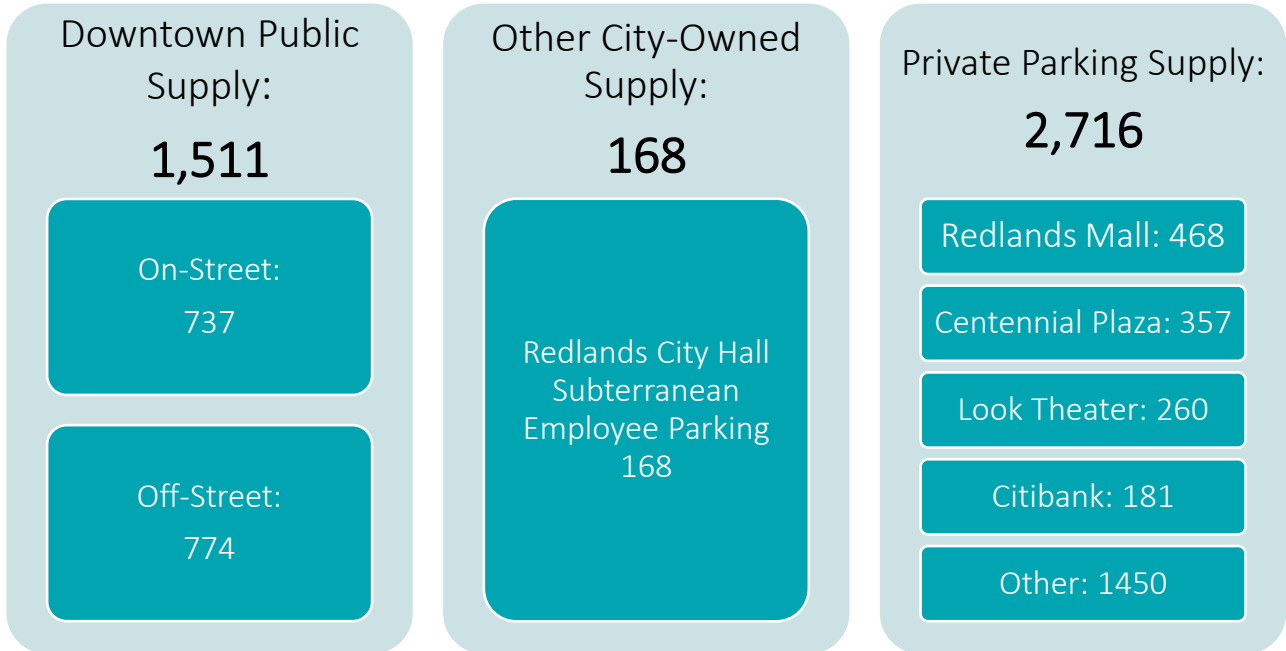 Downtown Public
Supply:
1,511
On-Street:
737
Off-Street:
774
Other City-Owned
Supply:
168
Redlands City Hall
Subterranean
Employee Parking
168
Private Parking Supply:
2,716
Redlands Mall: 468
Centennial Plaza: 357
Look Theater: 260
Citibank: 181
Other: 1450